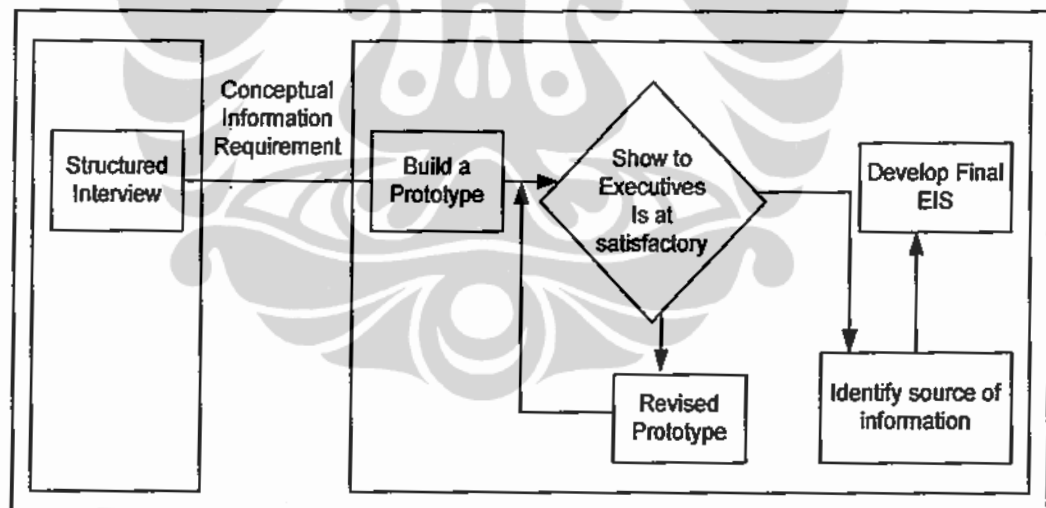 Structured
Interview
Conceptual
Information
Requirement
Build a
Prototype
Show to
Executives
Is at
satisfactory
Revised
Prototype
Identify source of
information
Develop Final
EIS